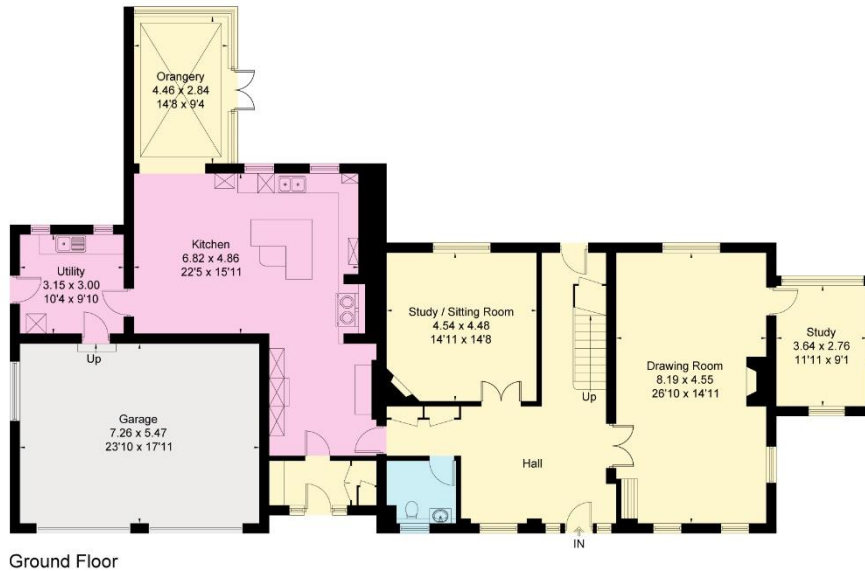 Orangery
4.46 x 2.84
14'8 x 9'4
Kitchen
6.82 x 4.86
22'5 x 15'11
Utility
3.15 x 3.00
10'4 x 9'10
Up
Study / Sitting Room
4.54 x 4.48
14'11 x 14'8
Up
Drawing Room
8.19 x 4.55
26'10 x 14'11
Study
3.64 x 2.76
11'11 x 9'1
Garage
7.26 x 5.47
23'10 x 17'11
Hall
IN
Ground Floor